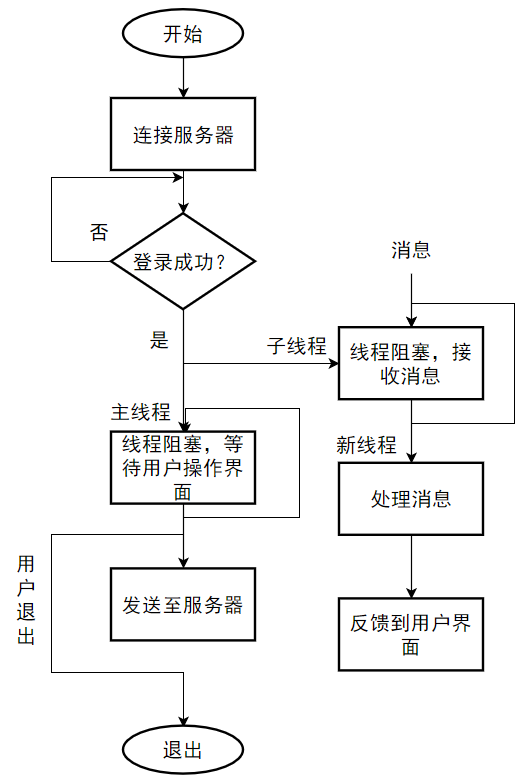 开始
连接服务器
否
登录成功？
消息
是
子线程
线程阻塞，接
收消息
主线程
线程阻塞，等
待用户操作界
面
新线程
处理消息
用
户
退
出
发送至服务器
反馈到用户界
面
退出